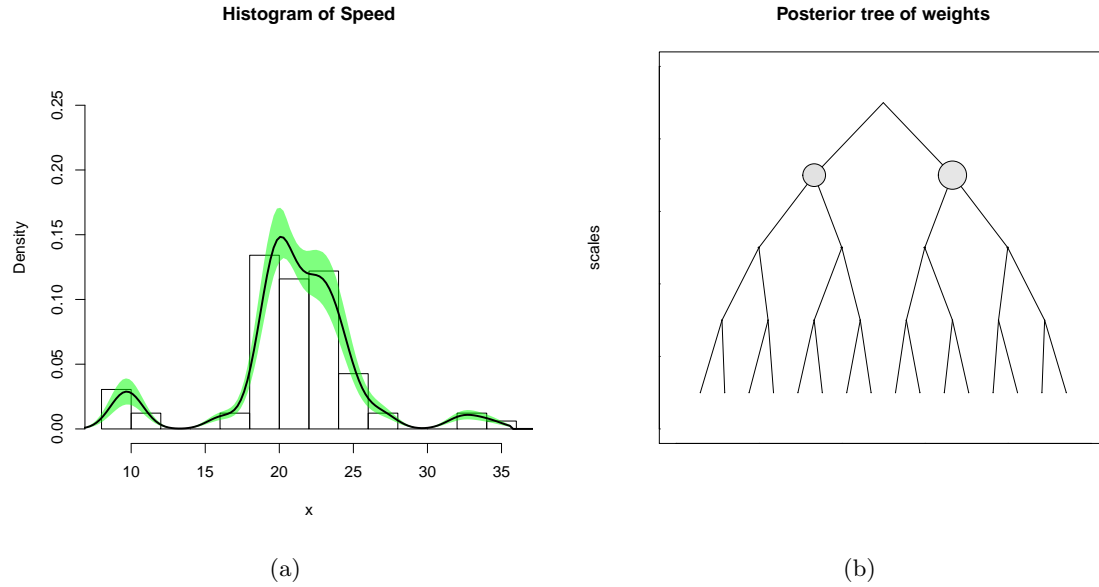 Histogram of Speed
Density
0.00
0.05
0.10
0.15
0.20
0.25
10 15 20 25 30 35
x
(a)
Posterior tree of weights
scales
(b)